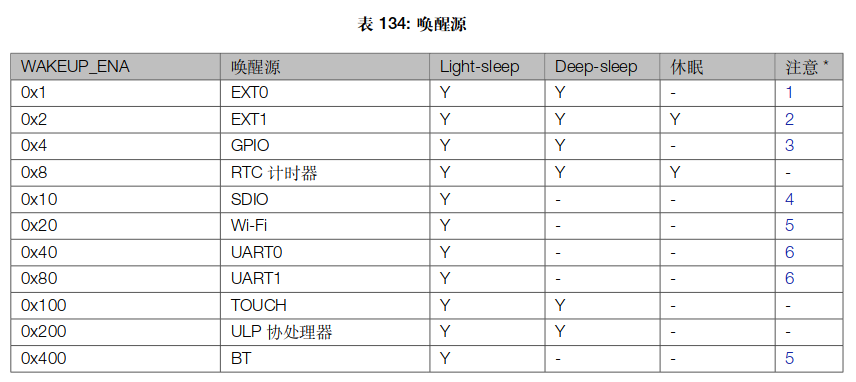 表 134: 唤醒源
WAKEUP_ENA 唤醒源 Light-sleep Deep-sleep 休眠 注意 *
0x1 EXT0 Y Y - 1
0x2 EXT1 Y Y Y 2
0x4 GPIO Y Y - 3
0x8 RTC 计时器 Y Y Y -
0x10 SDIO Y - - 4
0x20 Wi-Fi Y - - 5
0x40 UART0 Y - - 6
0x80 UART1 Y - - 6
0x100 TOUCH Y Y - -
0x200 ULP 协处理器 Y Y - -
0x400 BT Y - - 5